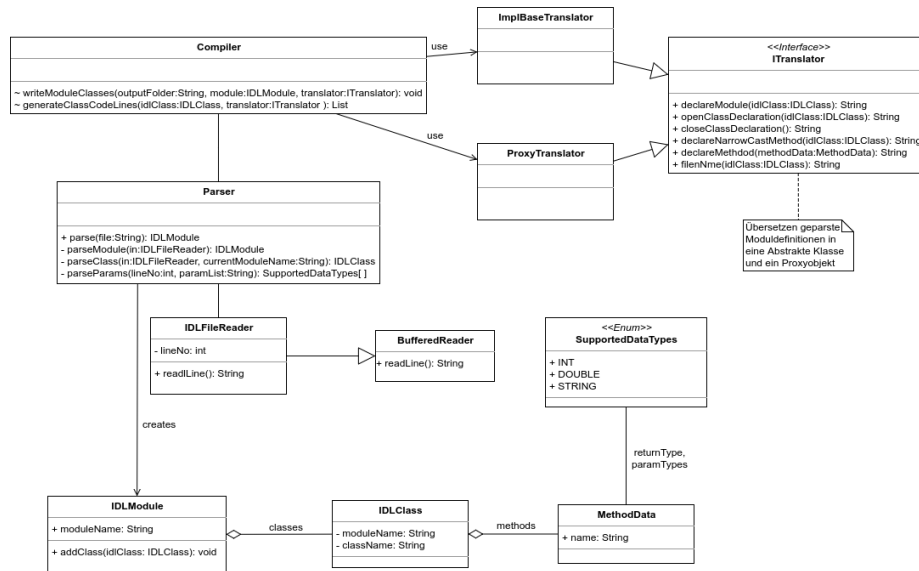 ImplBaseTranslator
Compiler
use
<<Interface>>
ITranslator
~ writeModuleClasses(outputFolder:String, module:IDLModule, translator:ITranslator): void
~ generateClassCodeLines(idlClass:IDLClass, translator:ITranslator ): List
+ declareModule(idlClass:IDLClass): String
+ openClassDeclaration(idlClass:IDLClass): String
+ closeClassDeclaration(): String
+ declareNarrowCastMethod(idlClass:IDLClass): String
+ declareMethdod(methodData:MethodData): String
+ filenNme(idlClass:IDLClass): String
use
ProxyTranslator
Parser
+ parse(file:String): IDLModule
- parseModule(in:IDLFileReader): IDLModule
- parseClass(in:IDLFileReader, currentModuleName:String): IDLClass
- parseParams(lineNo:int, paramList:String): SupportedDataTypes[ ]
Übersetzen geparste
Moduldefinitionen in
eine Abstrakte Klasse
und ein Proxyobjekt
IDLFileReader
- lineNo: int
+ readlLine(): String
BufferedReader
+ readLine(): String
<<Enum>>
SupportedDataTypes
+ INT
+ DOUBLE
+ STRING
creates
returnType,
paramTypes
IDLModule
+ moduleName: String
+ addClass(idlClass: IDLClass): void
classes
IDLClass
- moduleName: String
- className: String
methods
MethodData
+ name: String